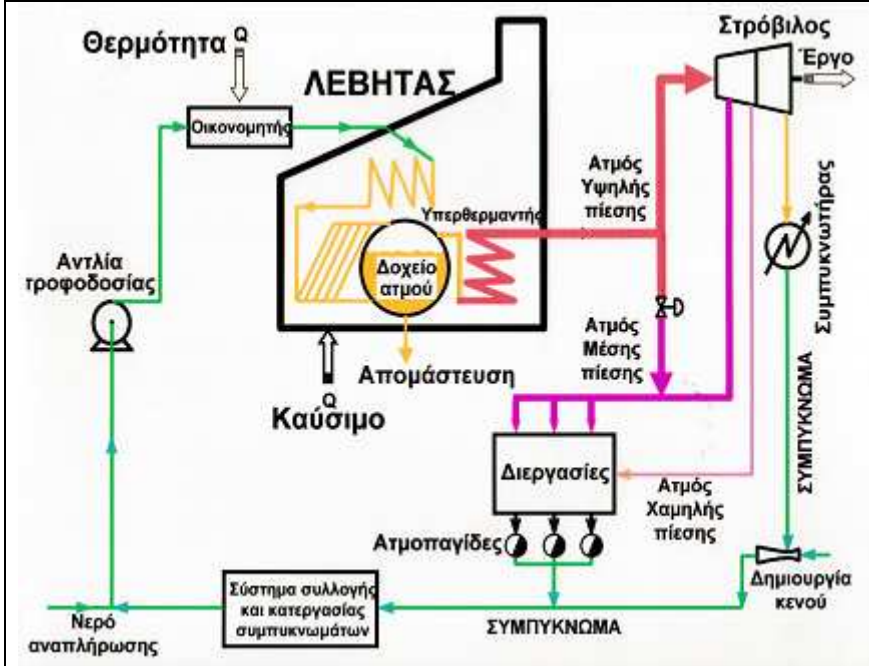 Στρόβιλος
Θερμότητα Q
Έργο
ΛΕΒΗΤΑΣ
Οικονομητής
Ατμός
Υψηλής
πίεσης
Υπερθερμαντής
Συμπυκνωτήρας
Αντλία
τροφοδοσίας
Δοχείο
ατμού
Ατμός
Μέσης
πίεσης
Απομάστευση
Q
Καύσιμο
ΣΥΜΠΥΚΝΩΜΑ
Διεργασίες
Ατμός
Χαμηλής
πίεσης
Ατμοπαγίδες
Σύστημα συλλογής
και κατεργασίας
συμπυκνωμάτων
Δημιουργία
κενού
Νερό
αναπλήρωσης
ΣΥΜΠΥΚΝΩΜΑ